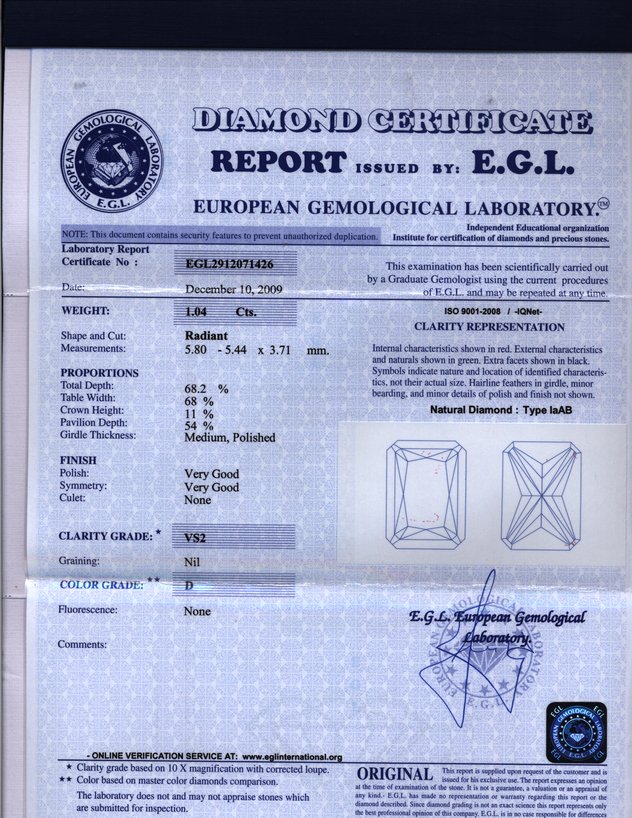 DIAMOND CERTIFICATE
REPORT ISSUED BY: E.G.L.
EUROPEAN GEMOLOGICAL LABORATORY.™
EUROPEAN GEMOLOGICAL LABORATORY
E.G.L.
Independent Educational organization
Institute for certification of diamonds and precious stones.
NOTE: This document contains security features to prevent unauthorized duplication.
Laboratory Report
Certificate No : EGL2912071426
Date: December 10, 2009
This examination has been scientifically carried out
by a Graduate Gemologist using the current procedures
of E.G.L. and may be repeated at any time.
WEIGHT: 1.04 Cts.
Shape and Cut: Radiant
Measurements: 5.80 - 5.44 x 3.71 mm.
PROPORTIONS
Total Depth: 68.2 %
Table Width: 68 %
Crown Height: 11 %
Pavilion Depth: 54 %
Girdle Thickness: Medium, Polished
FINISH
Polish: Very Good
Symmetry: Very Good
Culet: None
CLARITY GRADE: * VS2
Graining: Nil
COLOR GRADE: ** D
Fluorescence: None
Comments:
ISO 9001-2008 / -IQNet-
CLARITY REPRESENTATION
Internal characteristics shown in red. External characteristics
and naturals shown in green. Extra facets shown in black.
Symbols indicate nature and location of identified characteris-
tics, not their actual size. Hairline feathers in girdle, minor
bearding, and minor details of polish and finish not shown.
Natural Diamond : Type IaAB
E.G.L. European Gemological
Laboratory.
EUROPEAN GEMOLOGICAL LABORATORY
E.G.L.
- ONLINE VERIFICATION SERVICE AT: www.eglinternational.org
* Clarity grade based on 10 X magnification with corrected loupe.
** Color based on master color diamonds comparison.
The laboratory does not and may not appraise stones which
are submitted for inspection.
ORIGINAL This report is supplied upon request of the customer and is
issued for his exclusive use. The report expresses an opinion
at the time of examination of the stone. It is not a guarantee, a valuation or an appraisal of
any kind.- E.G.L. has made no representation or warranty regarding this report or the
diamond described. Since diamond grading is not an exact science this report represents only
the best professional opinion of this company, E.G.L. is in no case responsible for differences